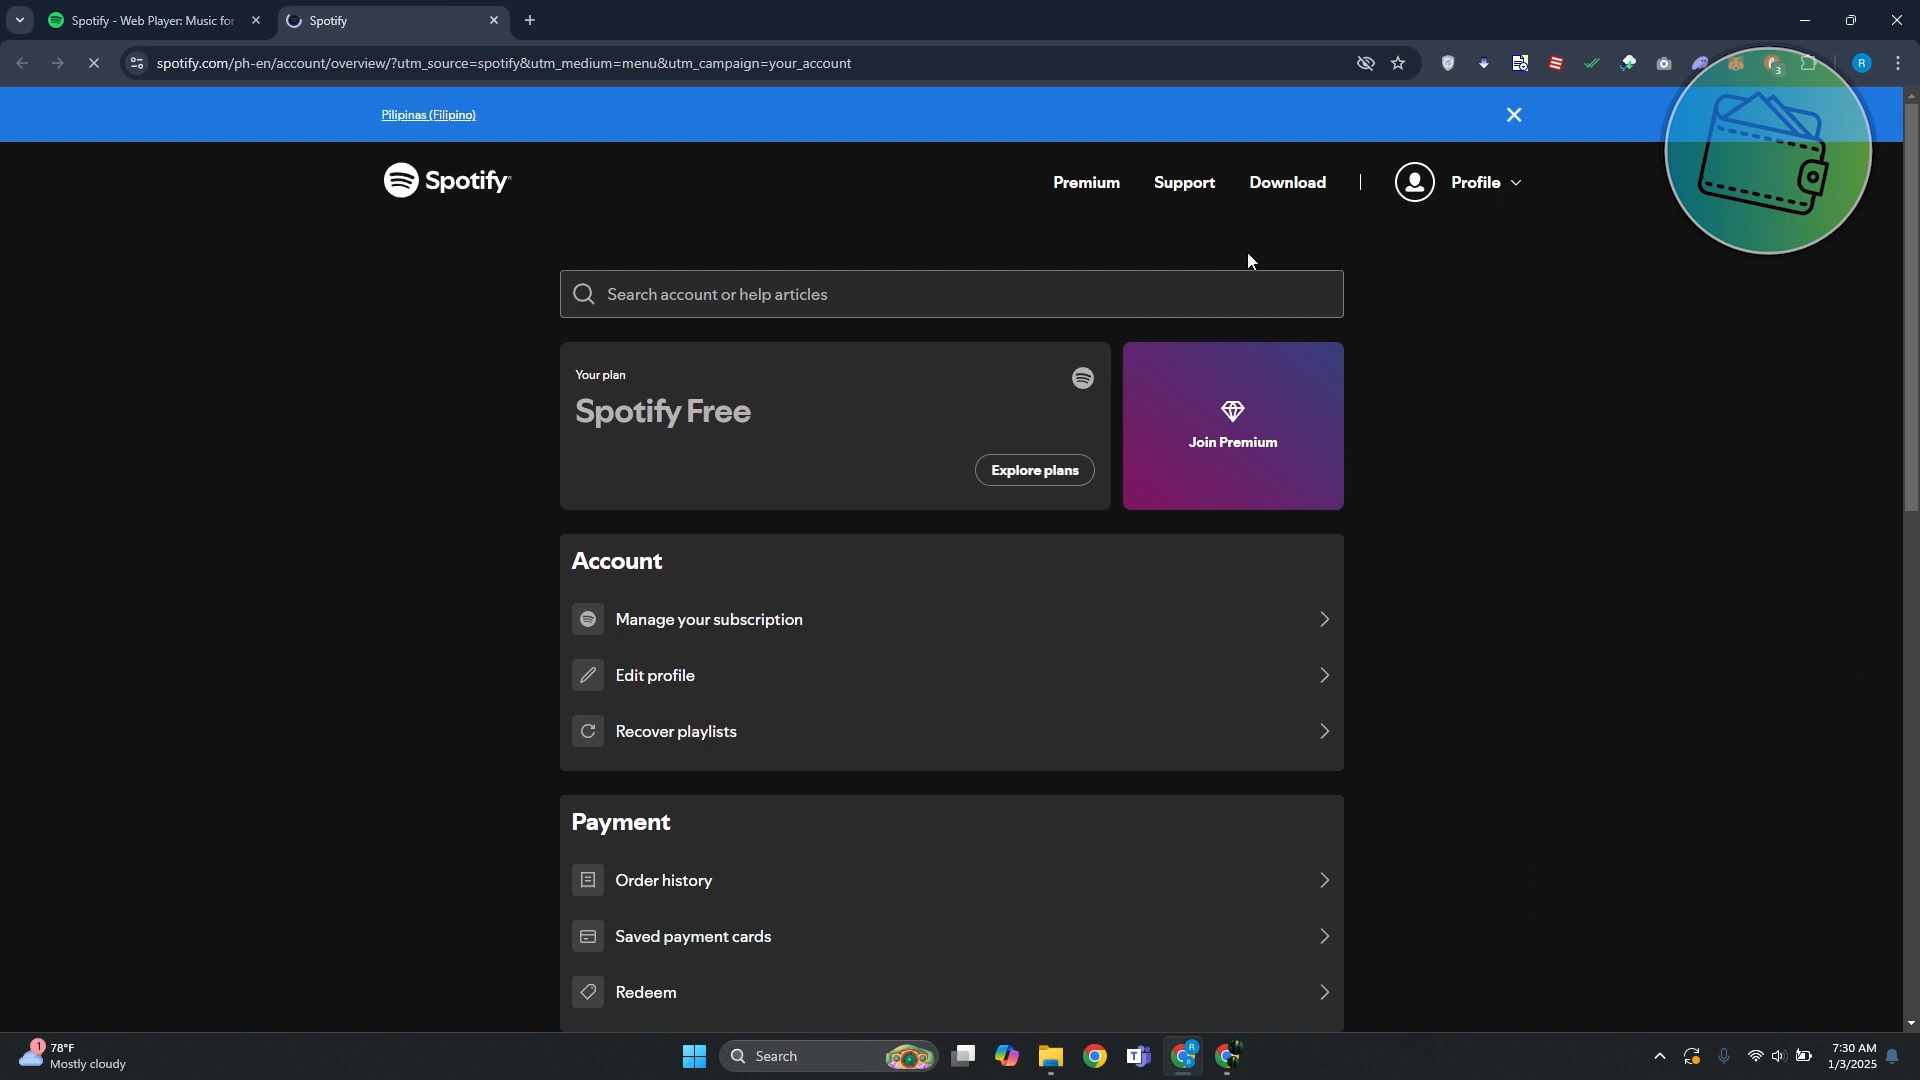 Spotify - Web Player: Music for
Spotify
spotify.com/ph-en/account/overview/?utm_source=spotify&utm_medium=menu&utm_campaign=your_account
R
3
Pilipinas (Filipino)
Spotify
Premium
Support
Download
Profile
Search account or help articles
Your plan
Spotify Free
Explore plans
Join Premium
Account
Manage your subscription
Edit profile
Recover playlists
Payment
Order history
Saved payment cards
Redeem
1
78°F
Mostly cloudy
Search
R
7:30 AM
1/3/2025